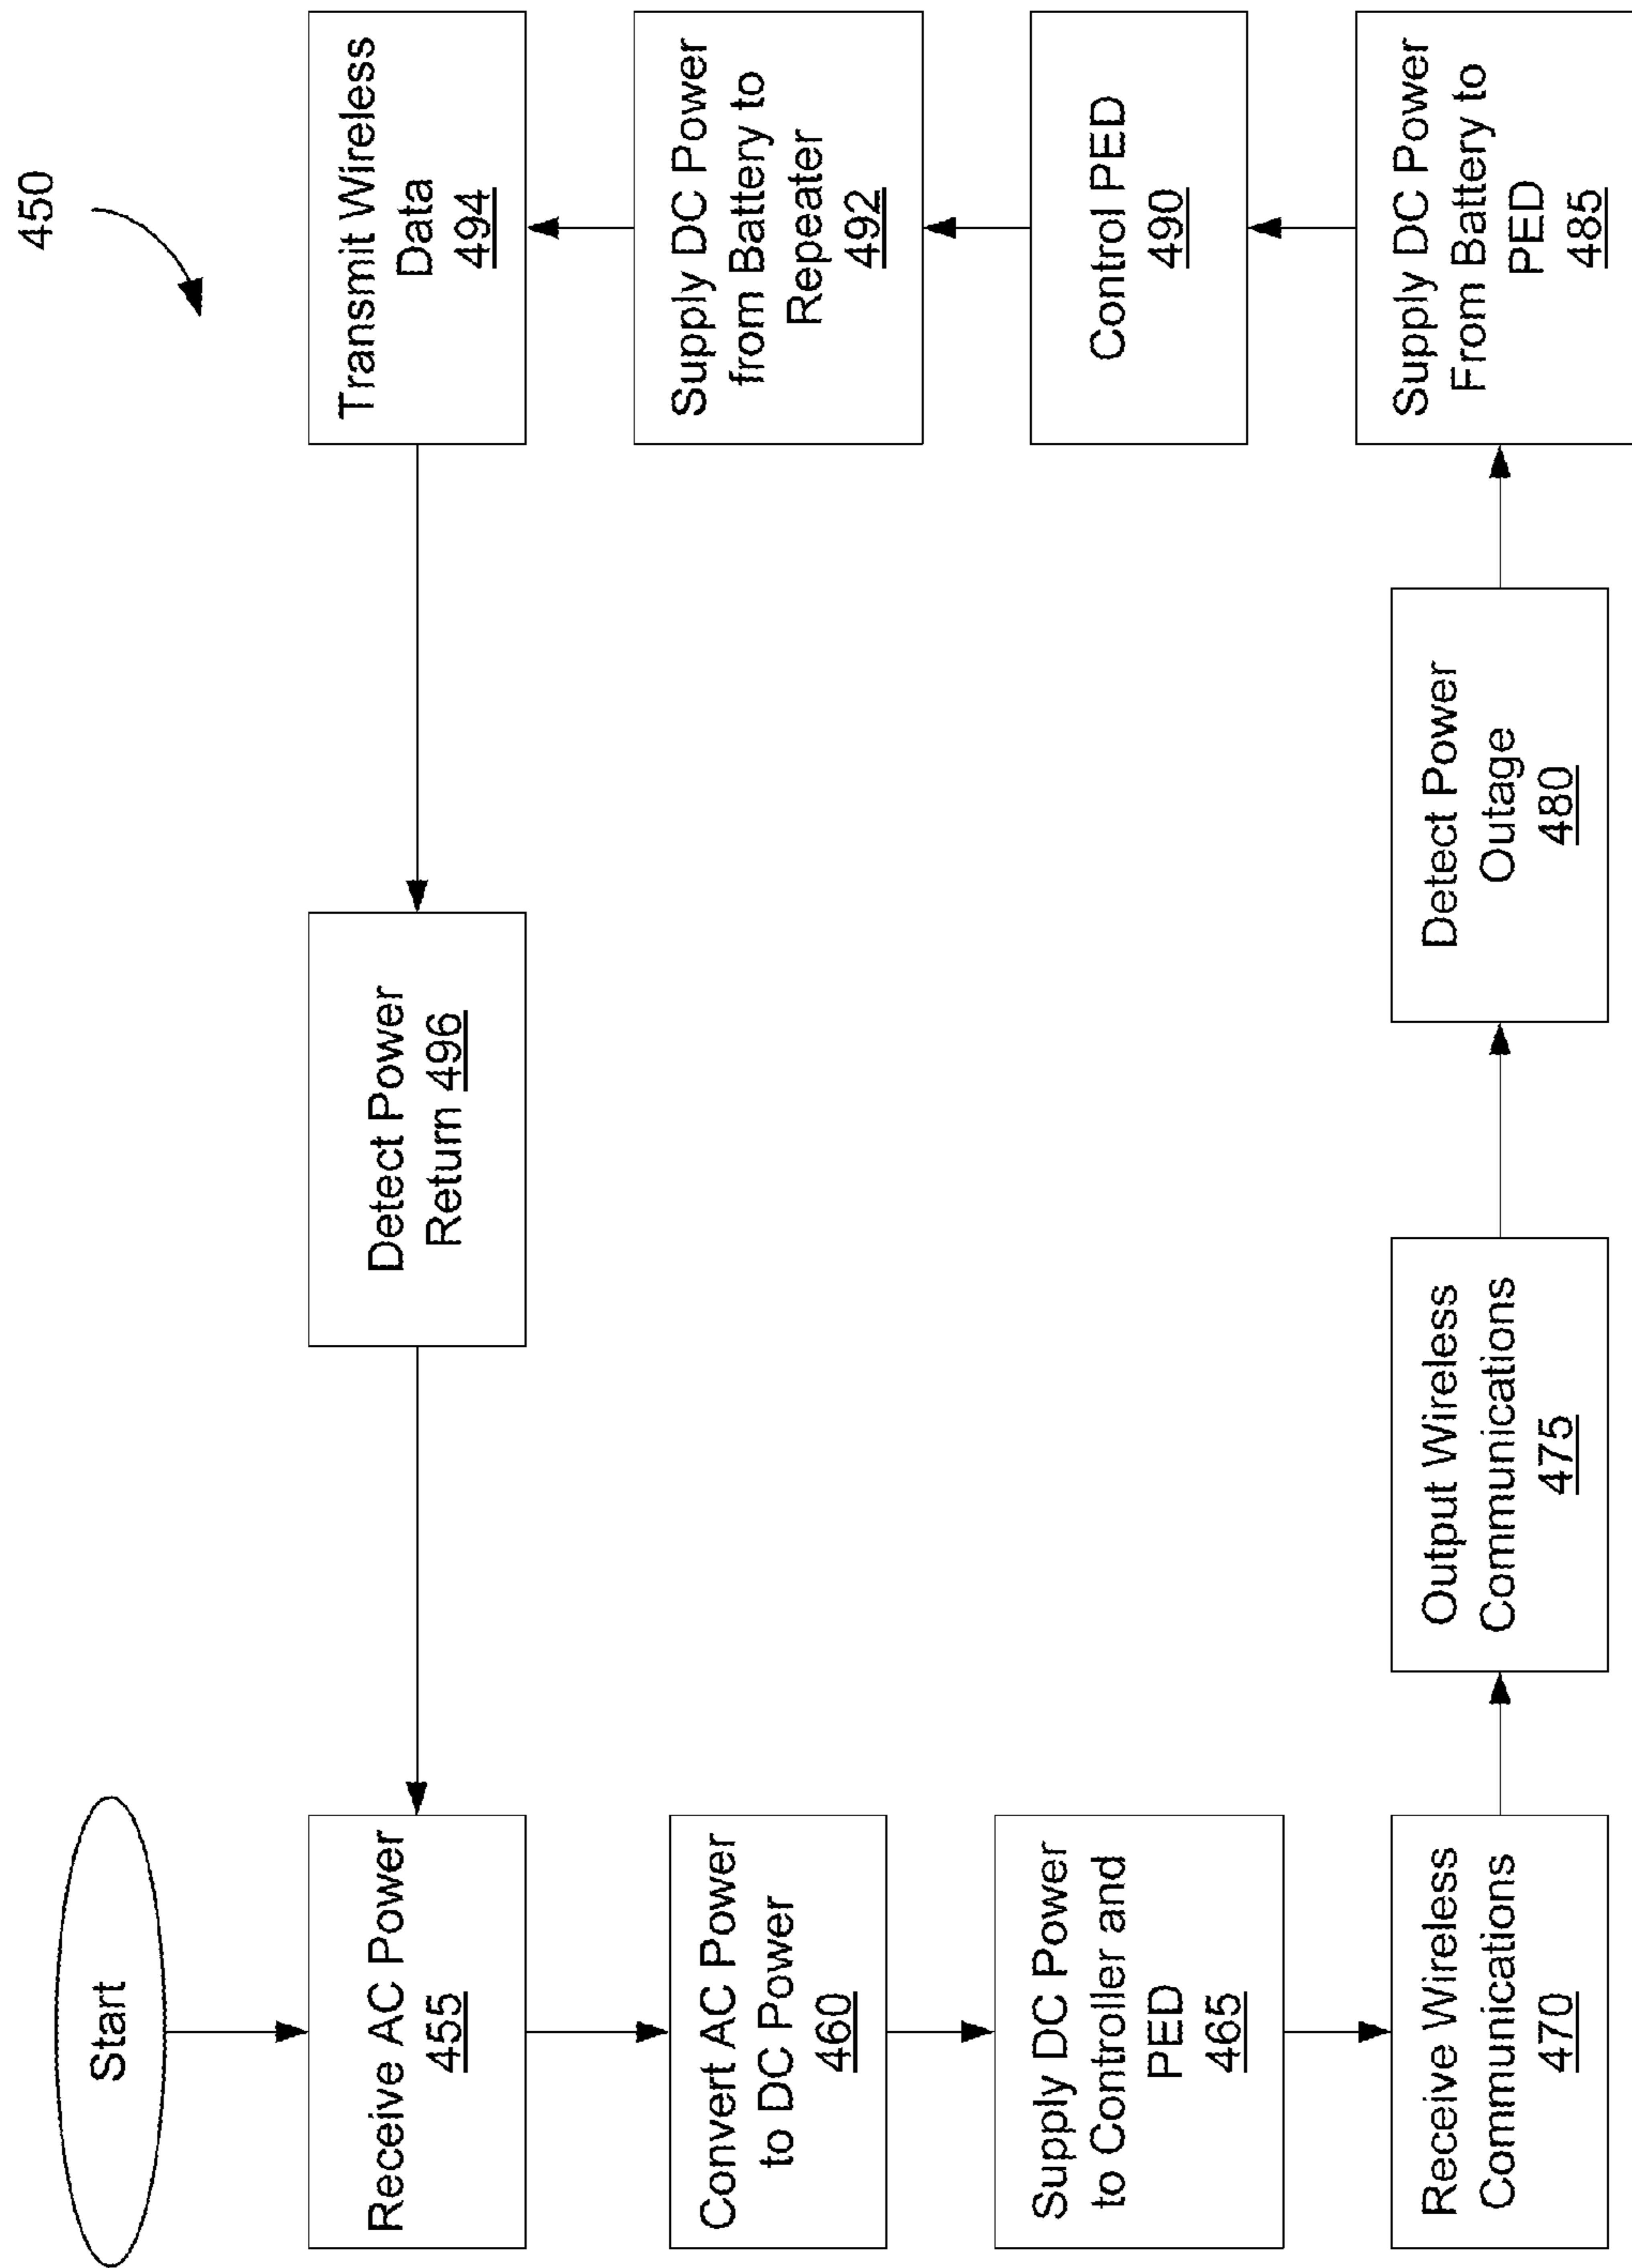 450
Start
Receive AC Power
455
Convert AC Power
to DC Power
460
Supply DC Power
to Controller and
PED
465
Receive Wireless
Communications
470
Output Wireless
Communications
475
Detect Power
Outage
480
Supply DC Power
From Battery to
PED
485
Control PED
490
Supply DC Power
from Battery to
Repeater
492
Transmit Wireless
Data
494
Detect Power
Return 496